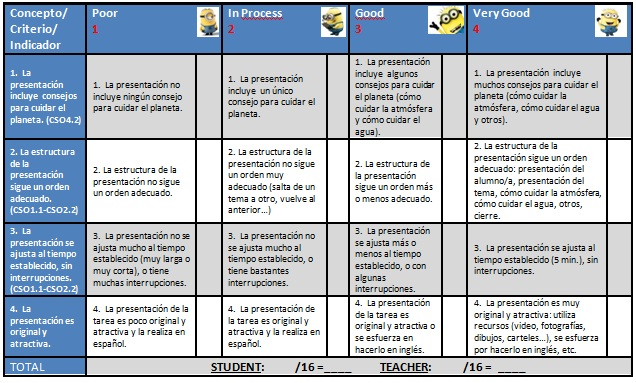 Concepto/
Criterio/
Indicador
Poor
1
In Process
2
Good
3
Very Good
4
1. La
presentación
incluye consejos
para cuidar el
planeta. (CSO4.2)
1. La presentación no
incluye ningún consejo
para cuidar el planeta.
1. La presentación
incluye un único
consejo para cuidar el
planeta.
1. La presentación
incluye algunos
consejos para cuidar
el planeta (cómo
cuidar la atmósfera
y cómo cuidar el
agua).
1. La presentación incluye
muchos consejos para cuidar el
planeta (cómo cuidar la
atmósfera, cómo cuidar el agua
y otros).
2. La estructura
de la
presentación
sigue un orden
adecuado.
(CSO1.1-CSO2.2)
2. La estructura de la
presentación no sigue
un orden adecuado.
2. La estructura de la
presentación no sigue
un orden muy
adecuado (salta de un
tema a otro, vuelve al
anterior...)
2. La estructura de
la presentación
sigue un orden más
o menos adecuado.
2. La estructura de la
presentación sigue un orden
adecuado: presentación del
alumno/a, presentación del
tema, cómo cuidar la atmósfera,
cómo cuidar el agua, otros,
cierre.
3. La
presentación se
ajusta al tiempo
establecido, sin
interrupciones.
(CSO1.1-CSO2.2)
3. La presentación no se
ajusta mucho al tiempo
establecido (muy larga o
muy corta), o tiene
muchas interrupciones.
3. La presentación no
se ajusta mucho al
tiempo establecido, o
tiene bastantes
interrupciones.
3. La presentación
se ajusta más o
menos al tiempo
establecido, o con
algunas
interrupciones.
3. La presentación se ajusta al
tiempo establecido (5 min.), sin
interrupciones.
4. La
presentación es
original y
atractiva.
4. La presentación de la
tarea es poco original y
atractiva y la realiza en
español.
4. La presentación de
la tarea es original y
atractiva y la realiza en
español.
4. La presentación
de la tarea es
original y atractiva o
se esfuerza en
hacerlo en inglés.
4. La presentación es muy
original y atractiva: utiliza
recursos (video, fotografías,
dibujos, carteles...), se esfuerza
por hacerlo en inglés, etc.
TOTAL
STUDENT: /16 =____ TEACHER: /16 = ____